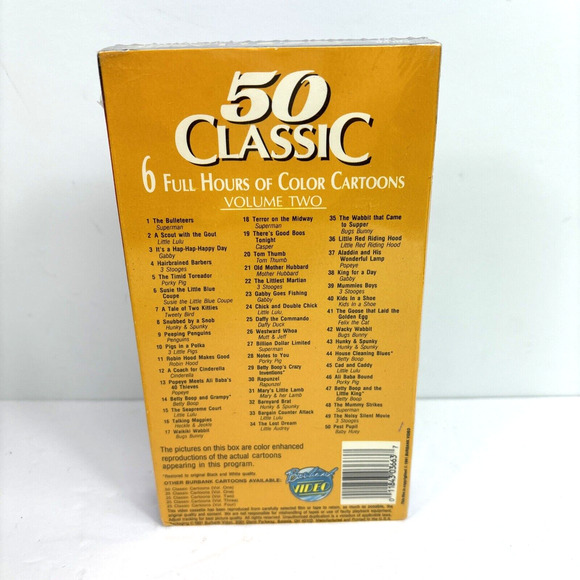 50
CLASSIC
6 FULL HOURS OF COLOR CARTOONS
VOLUME TWO
1 The Bulleteers
Superman
2 A Scout with the Gout
Little Lulu
3 It's a Hap-Hap-Happy Day
Gabby
4 Hairbrained Barbers
3 Stooges
5 The Timid Toreador
Porky Pig
6 Susie the Little Blue
Coupe
Susie the Little Blue Coupe
7 A Tale of Two Kitties
Tweety Bird
8 Snubbed by a Snob
Hunky & Spunky
9 Peeping Penguins
Penguins
10 Pigs in a Polka
3 Little Pigs
11 Robin Hood Makes Good
Robin Hood
12 A Coach for Cinderella
Cinderella
13 Popeye Meets Ali Baba's
40 Thieves
Popeye
14 Betty Boop and Grampy*
Betty Boop
15 The Seapreme Court
Little Lulu
16 Talking Magpies
Heckle & Jeckle
17 Wakiki Wabbit
Bugs Bunny
18 Terror on the Midway
Superman
19 There's Good Boos
Tonight
Casper
20 Tom Thumb
Tom Thumb
21 Old Mother Hubbard
Mother Hubbard
22 The Littlest Martian
3 Stooges
23 Gabby Goes Fishing
Gabby
24 Chick and Double Chick
Little Lulu
25 Daffy the Commando
Daffy Duck
26 Westward Whoa
Mutt & Jeff
27 Billion Dollar Limited
Superman
28 Notes to You
Porky Pig
29 Betty Boop's Crazy
Inventions*
30 Rapunzel
Rapunzel
31 Mary's Little Lamb
Mary & her Lamb
32 Barnyard Brat
Hunky & Spunky
33 Bargain Counter Attack
Little Lulu
34 The Lost Dream
Little Audrey
35 The Wabbit that Came
to Supper
Bugs Bunny
36 Little Red Riding Hood
Little Red Riding Hood
37 Aladdin and His
Wonderful Lamp
Popeye
38 King for a Day
Gabby
39 Mummies Boys
3 Stooges
40 Kids in a Shoe
Kids in a Shoe
41 The Goose that Laid the
Golden Egg
Felix the Cat
42 Wacky Wabbit
Bugs Bunny
43 Hunky & Spunky
Hunky & Spunky
44 House Cleaning Blues*
Betty Boop
45 Cad and Caddy
Little Lulu
46 Ali Baba Bound
Porky Pig
47 Betty Boop and the
Little King*
Betty Boop
48 The Mummy Strikes
Superman
49 The Noisy Silent Movie
3 Stooges
50 Pest Pupil
Baby Huey
The pictures on this box are color enhanced
reproductions of the actual cartoons
appearing in this program.
*Restored to original Black and White quality.
OTHER BURBANK CARTOONS AVAILABLE:
Burbank
VIDEO